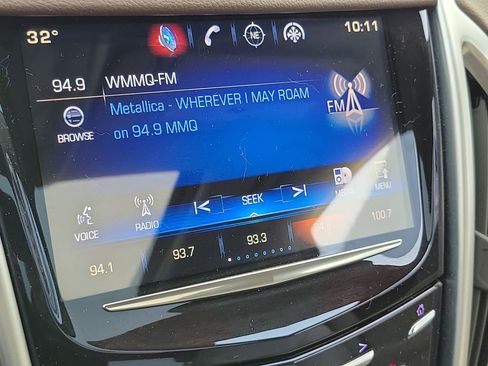 32°
NE
10:11
94.9
WMMQ-FM
Metallica - WHEREVER I MAY ROAM
on 94.9 MMQ
FM
BROWSE
VOICE
RADIO
SEEK
MENU
94.1
93.7
93.3
100.7